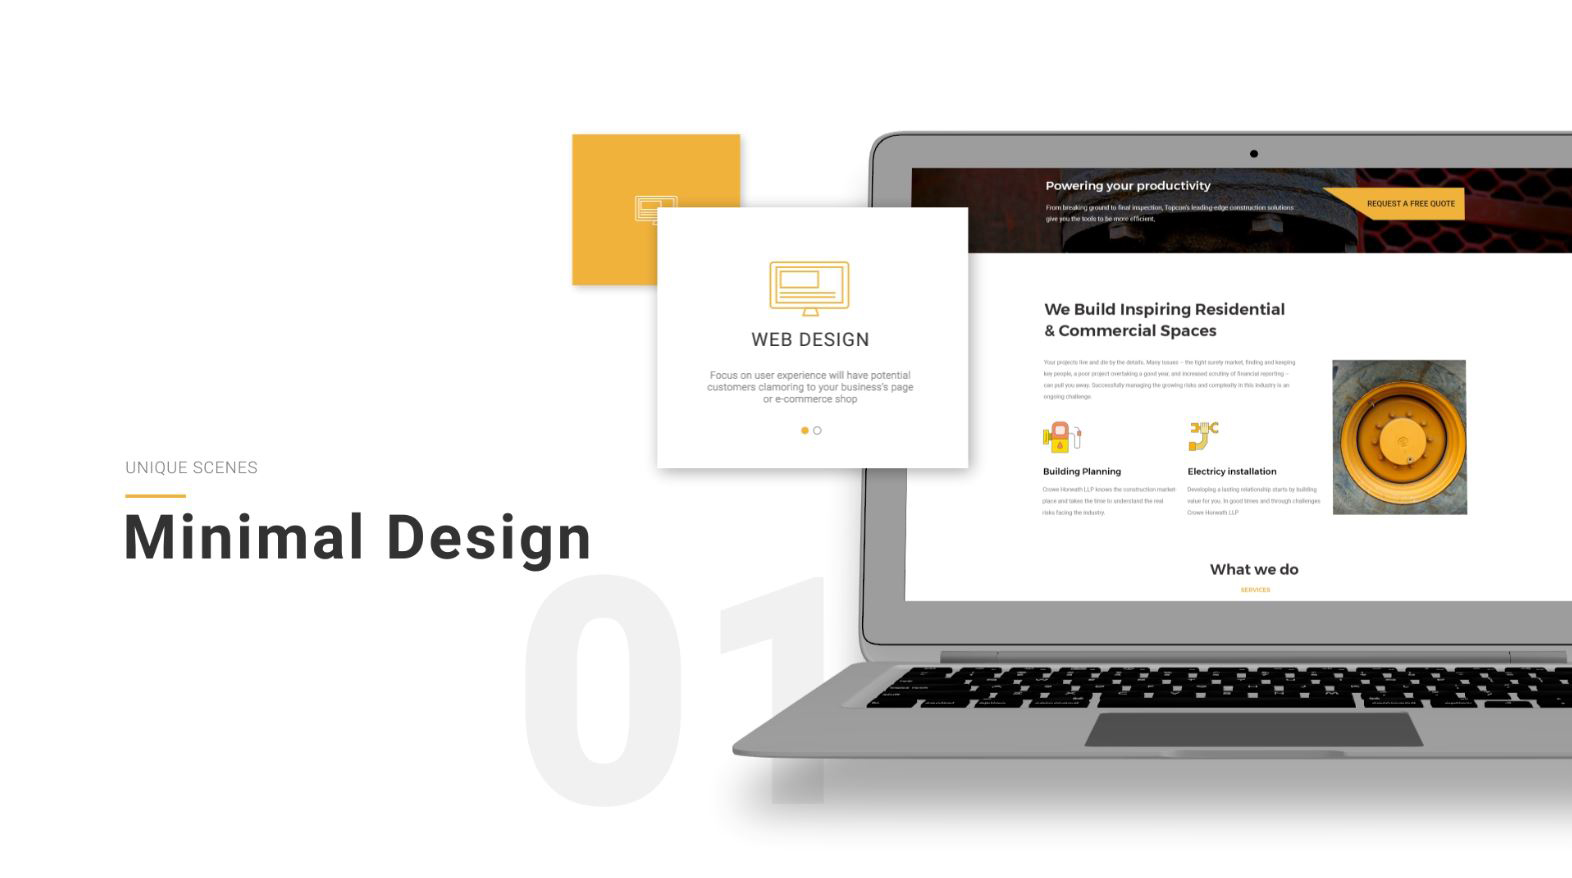 UNIQUE SCENES
Minimal Design
01
WEB DESIGN
Focus on user experience will have potential
customers clamoring to your business's page
or e-commerce shop
Powering your productivity
From breaking ground to final inspection, Topcon's leading-edge construction solutions
give you the tools to be more efficient,
REQUEST A FREE QUOTE
We Build Inspiring Residential
& Commercial Spaces
Your projects live and die by the details. Many issues – the tight surety market, finding and keeping
key people, a poor project overtaking a good year, and increased scrutiny of financial reporting –
can pull you away. Successfully managing the growing risks and complexity in this industry is an
ongoing challenge.
Building Planning
Crowe Horwath LLP knows the construction market
place and takes the time to understand the real
risks facing the industry.
Electricy installation
Developing a lasting relationship starts by building
value for you. In good times and through challenges
Crowe Horwath LLP
What we do
SERVICES